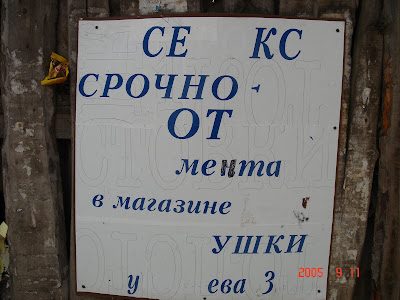 СЕ КС
СРОЧНО -
ОТ
мента
в магазине
УШКИ
у ева 3
2005 9 11